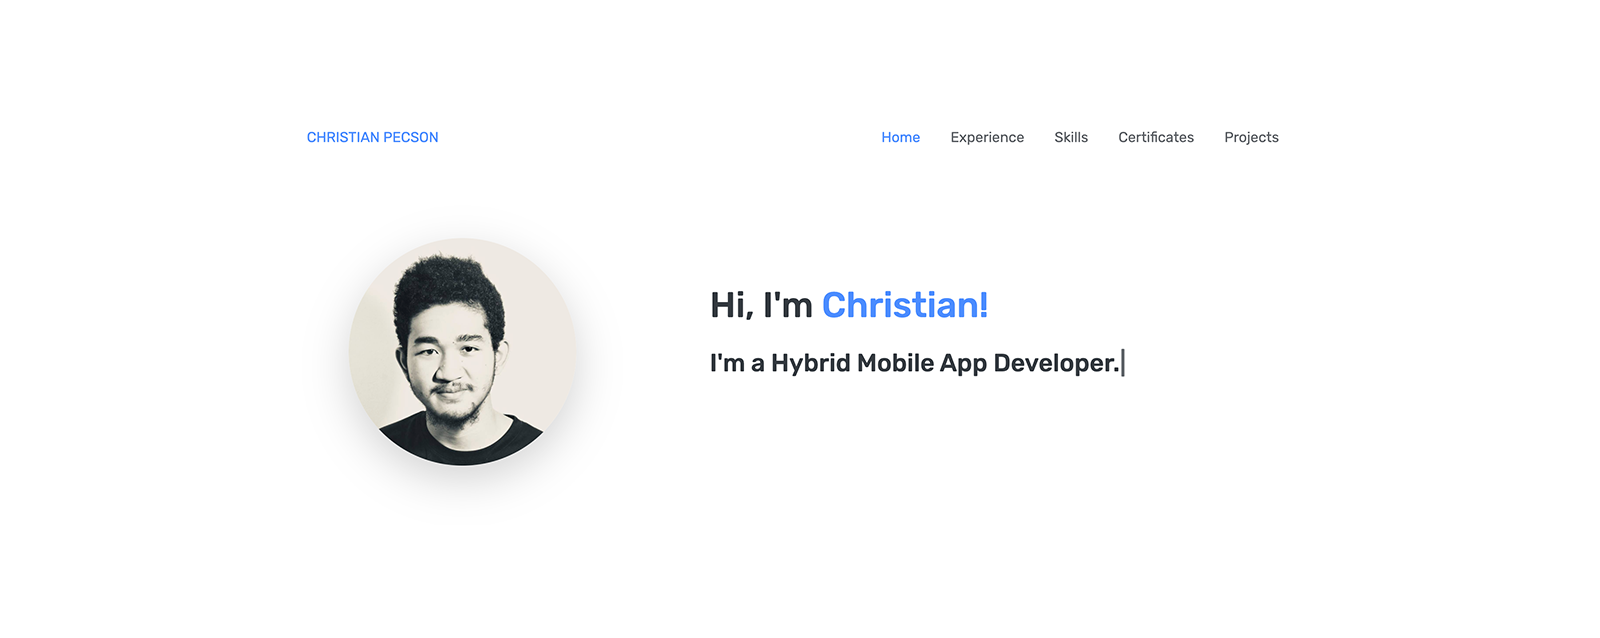 CHRISTIAN PECSON
Home Experience Skills Certificates Projects
Hi, I'm Christian!
I'm a Hybrid Mobile App Developer.